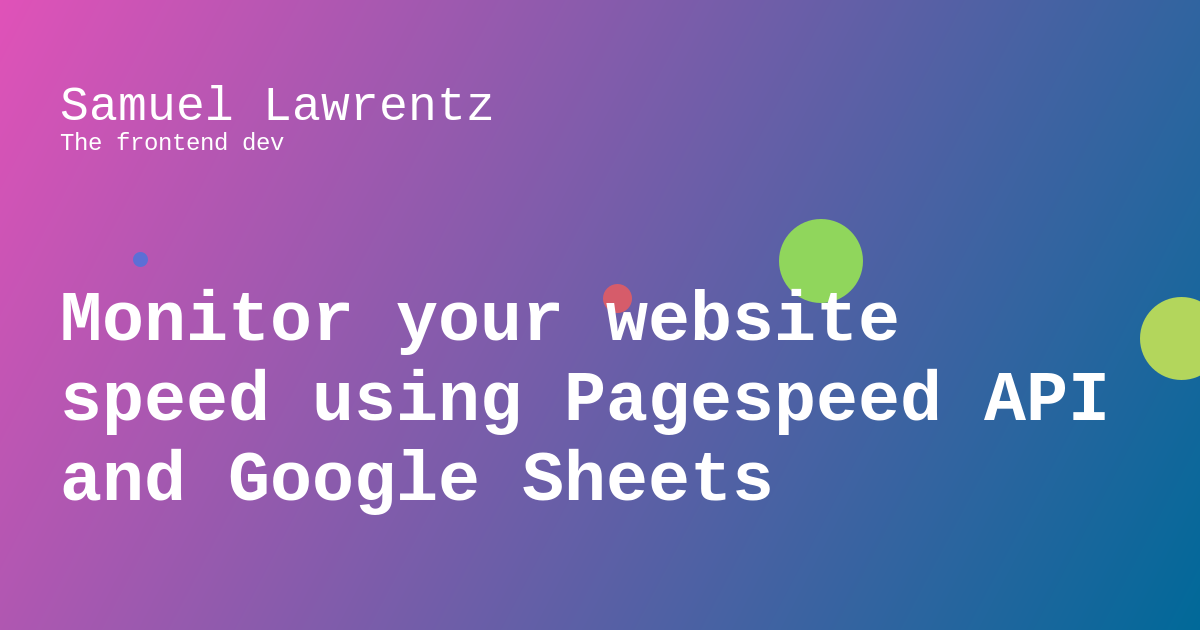 Samuel Lawrentz
The frontend dev
Monitor your website
speed using Pagespeed API
and Google Sheets